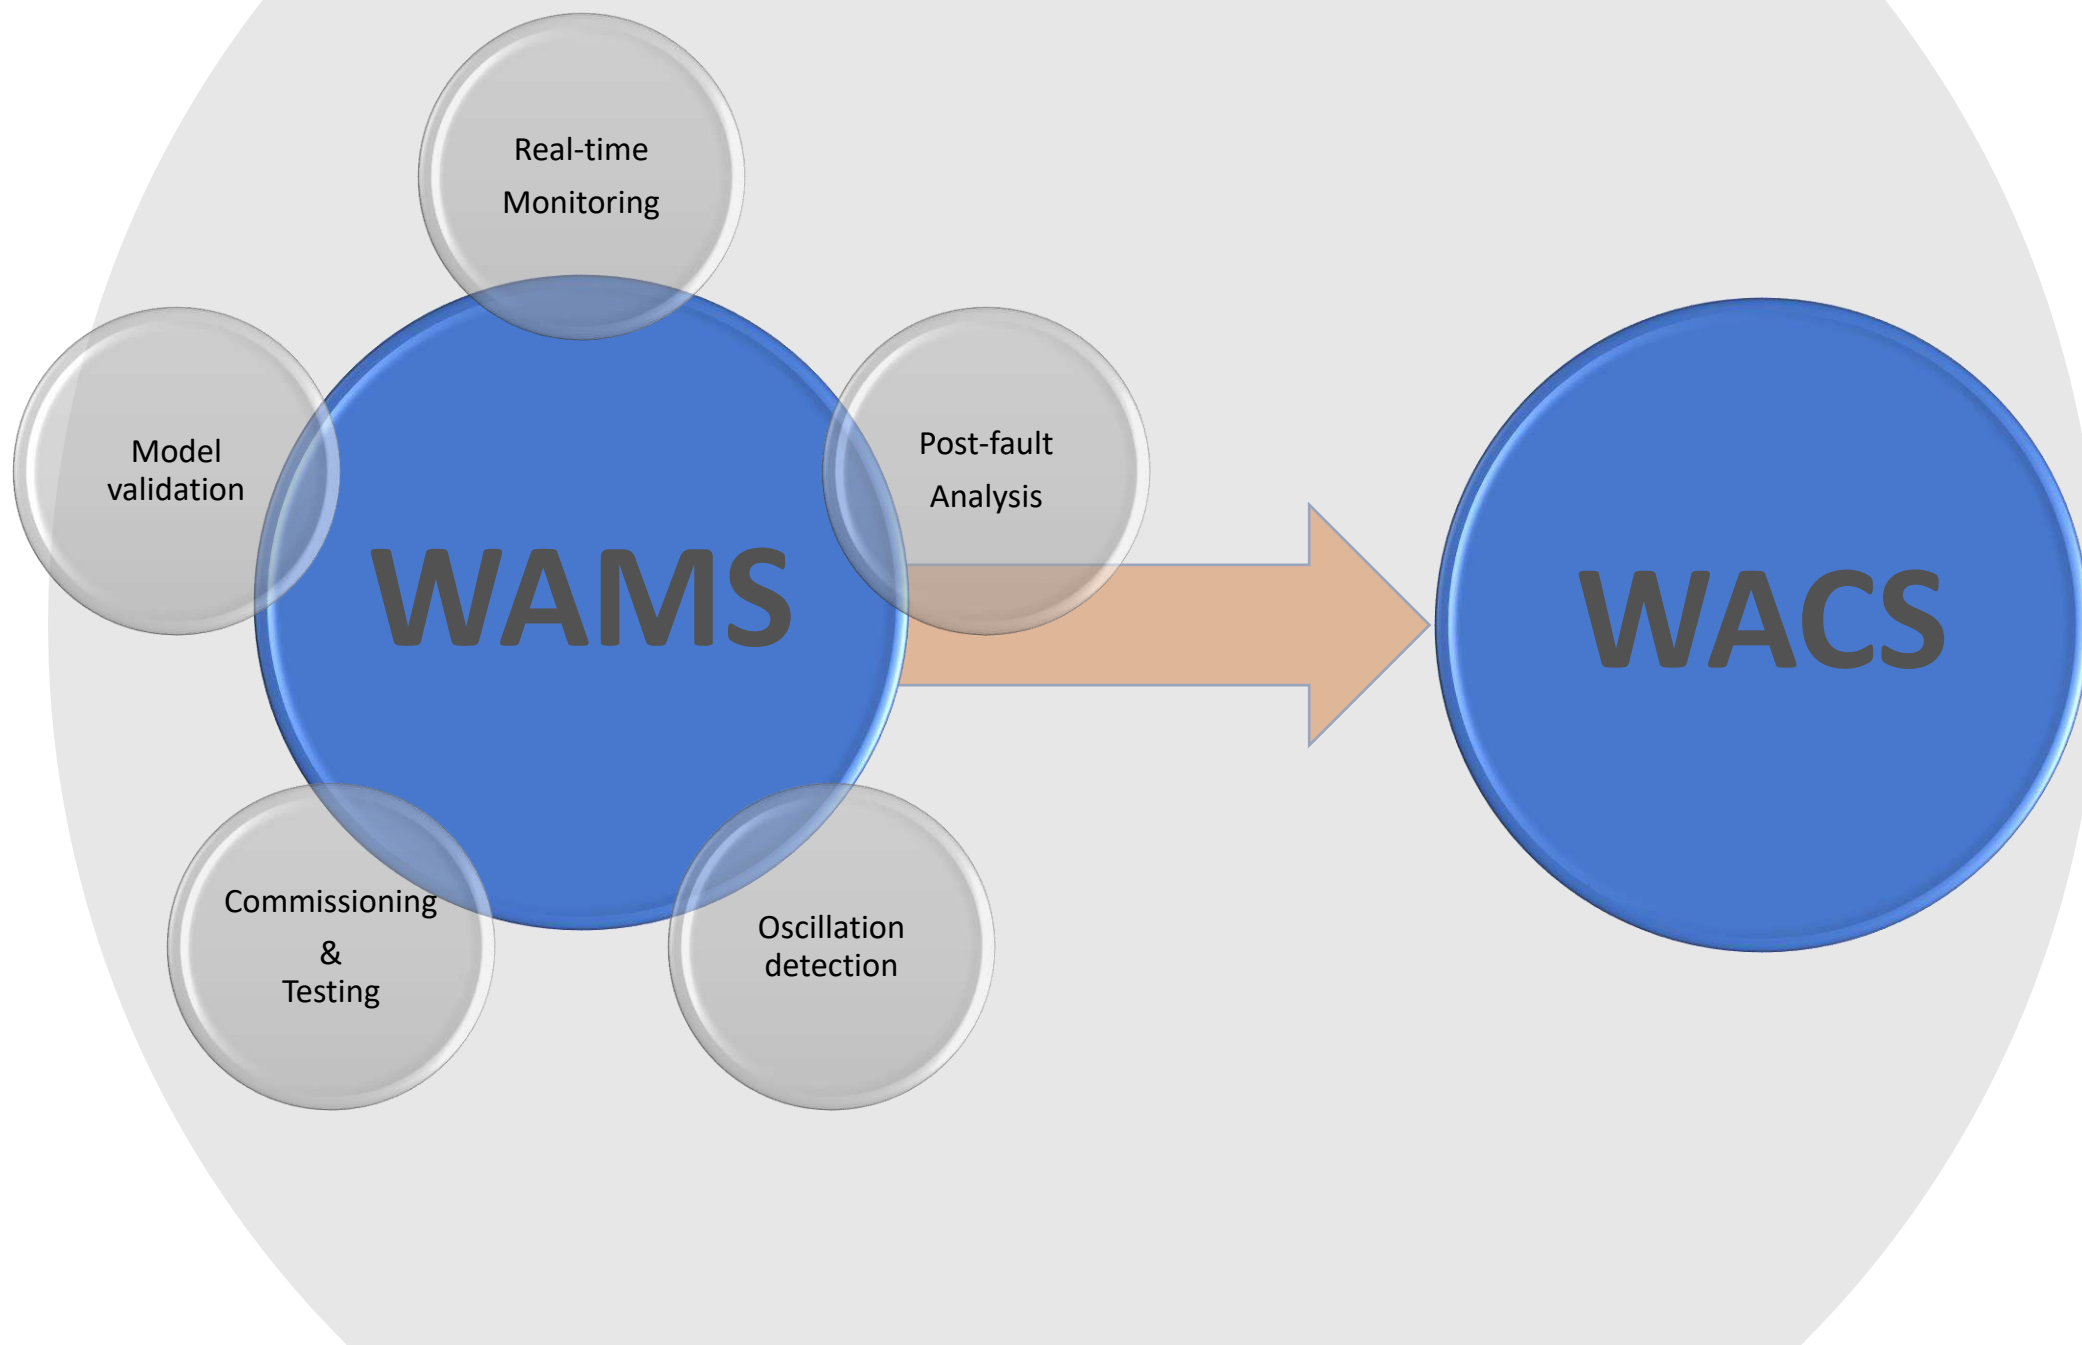 Real-time
Monitoring
Model
validation
Post-fault
Analysis
WAMS
WACS
Commissioning
&
Testing
Oscillation
detection